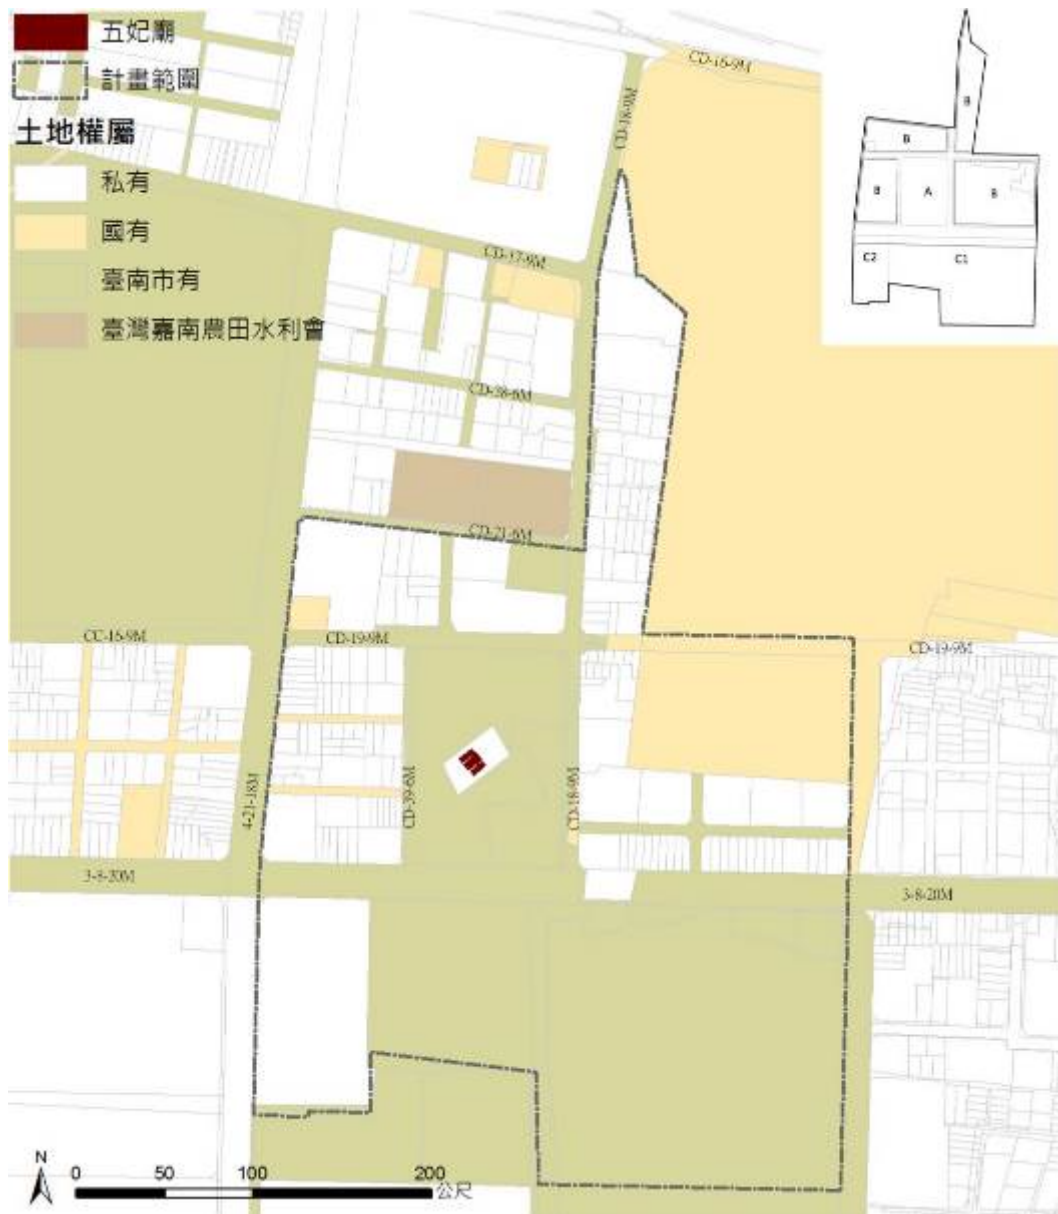 五妃廟
計畫範圍
土地權屬
私有
國有
臺南市有
臺灣嘉南農田水利會
CD-16-9M
CD-18-9M
B
B
B
A
B
C2
C1
CD-17-9M
CD-38-6M
CD-21-6M
CC-16-9M
CD-19-9M
CD-19-9M
4-21-18M
CD-39-6M
CD-18-9M
3-8-20M
3-8-20M
N
0
50
100
200
公尺